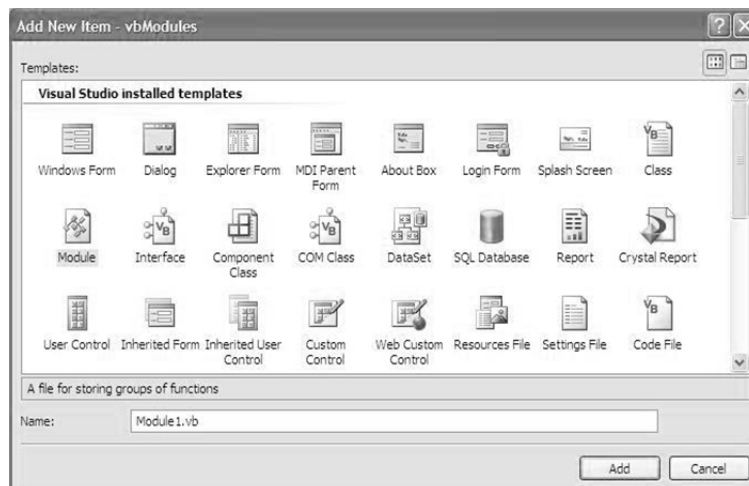 Add New Item - vbModules
Templates:
Visual Studio installed templates
Windows Form
Dialog
Explorer Form
MDI Parent
Form
About Box
Login Form
Splash Screen
Class
Module
Interface
Component
Class
COM Class
DataSet
SQL Database
Report
Crystal Report
User Control
Inherited Form
Inherited User
Control
Custom
Control
Web Custom
Control
Resources File
Settings File
Code File
A file for storing groups of functions
Name:
Module1.vb
Add
Cancel